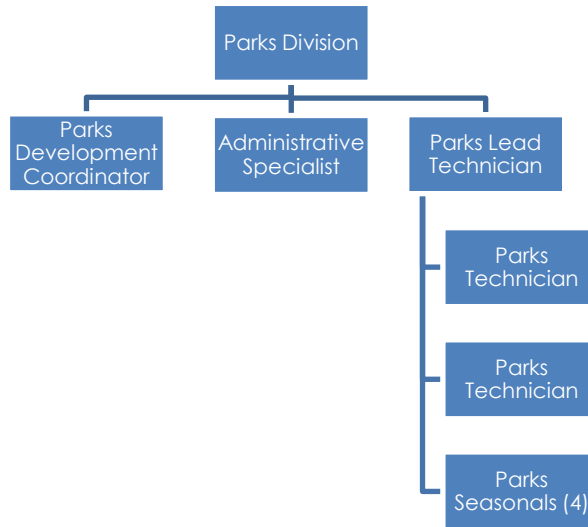 Parks Division
Parks
Development
Coordinator
Administrative
Specialist
Parks Lead
Technician
Parks
Technician
Parks
Technician
Parks
Seasonals (4)